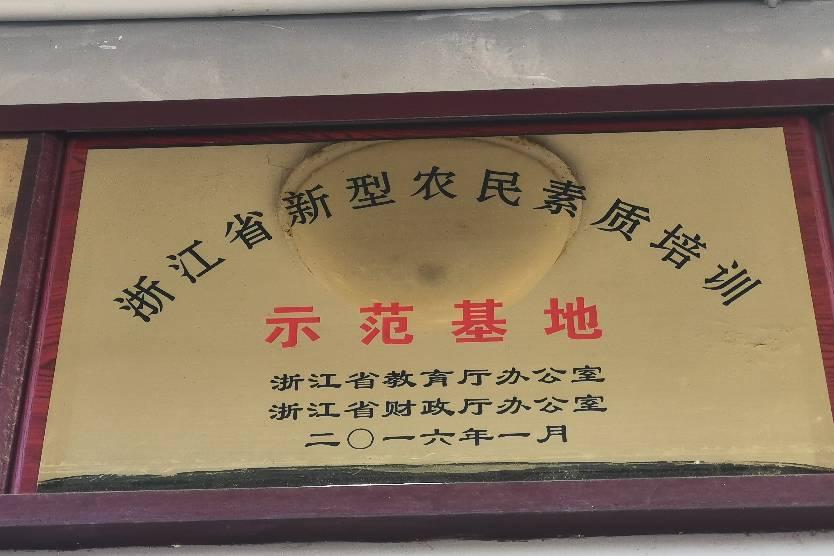 浙江省新型农民素质培训
示范基地
浙江省教育厅办公室
浙江省财政厅办公室
二〇一六年一月